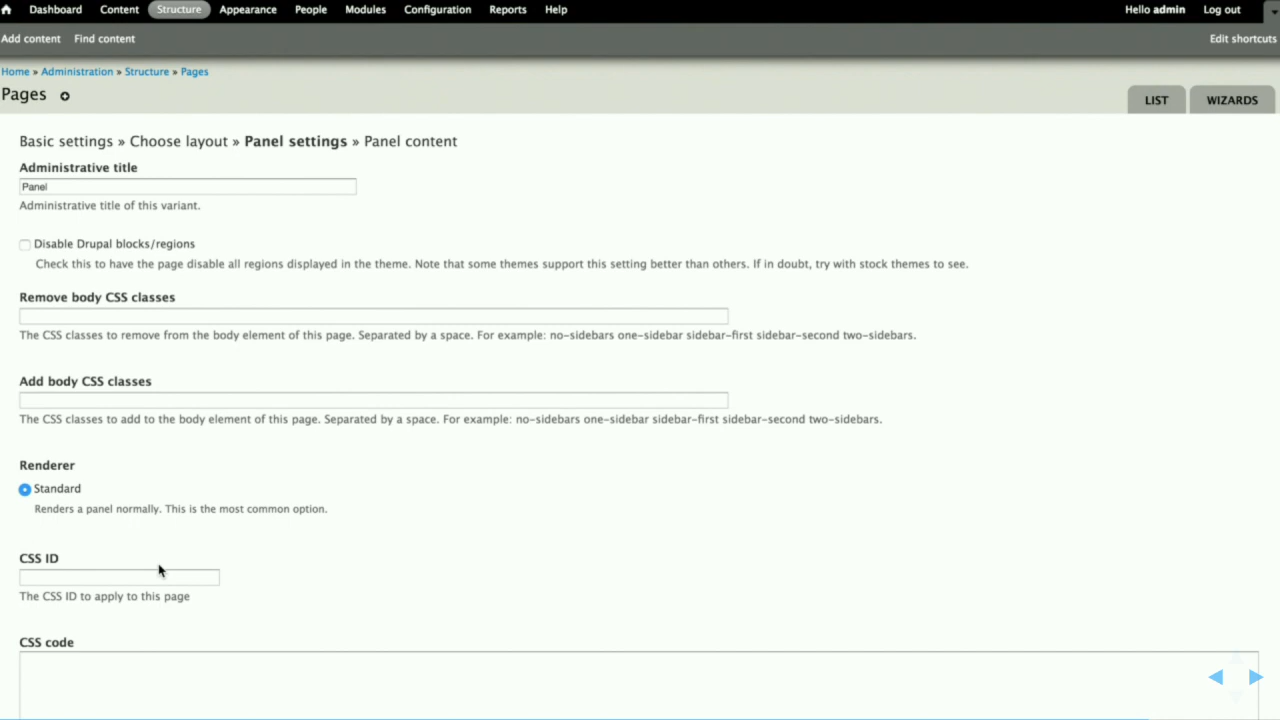 Dashboard Content Structure Appearance People Modules Configuration Reports Help Hello admin Log out
Add content Find content Edit shortcuts
Home » Administration » Structure » Pages
Pages
LIST WIZARDS
Basic settings » Choose layout » Panel settings » Panel content
Administrative title
Panel
Administrative title of this variant.
Disable Drupal blocks/regions
Check this to have the page disable all regions displayed in the theme. Note that some themes support this setting better than others. If in doubt, try with stock themes to see.
Remove body CSS classes
The CSS classes to remove from the body element of this page. Separated by a space. For example: no-sidebars one-sidebar sidebar-first sidebar-second two-sidebars.
Add body CSS classes
The CSS classes to add to the body element of this page. Separated by a space. For example: no-sidebars one-sidebar sidebar-first sidebar-second two-sidebars.
Renderer
Standard
Renders a panel normally. This is the most common option.
CSS ID
The CSS ID to apply to this page
CSS code